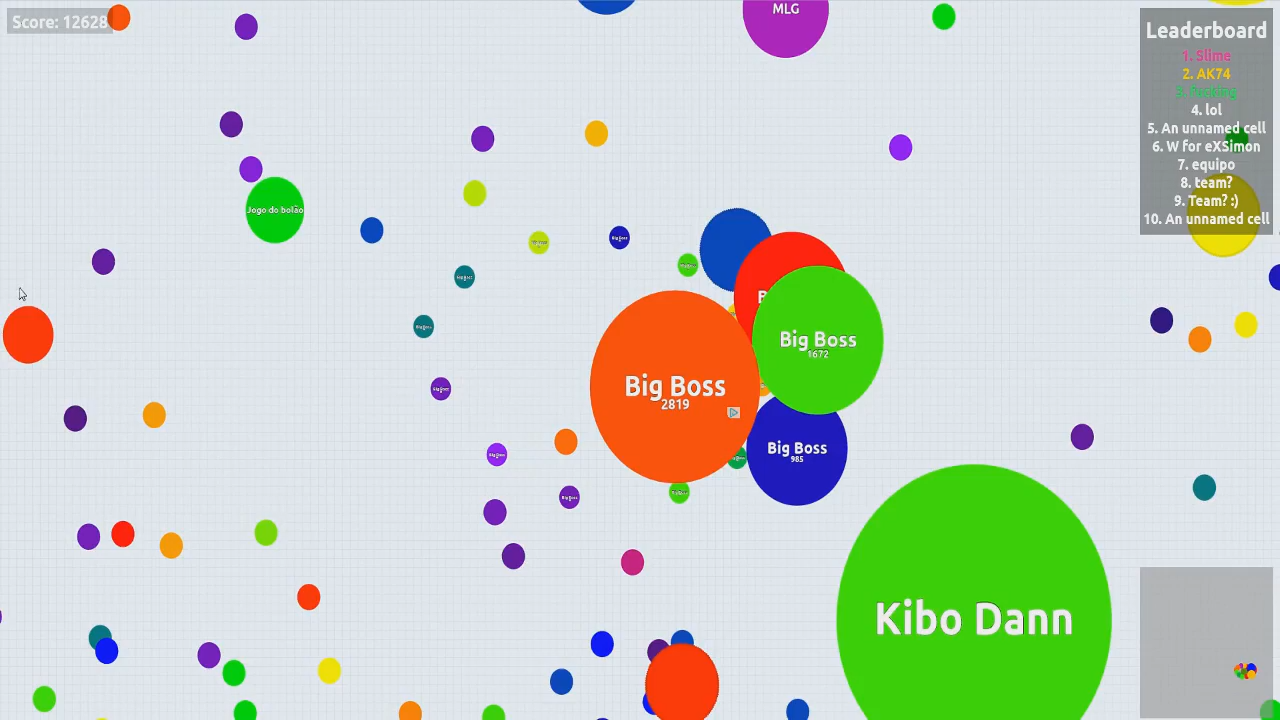 Score: 12628
MLG
Leaderboard
1. Slime
2. AK74
4. lol
5. An unnamed cell
6. W for eXSimon
7. equipo
8. team?
9. Team? :)
10. An unnamed cell
Jogo do bolão
Big Boss
Big Boss
1672
Big Boss
2819
Big Boss
985
Kibo Dann